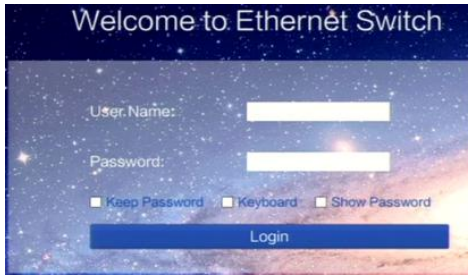 Welcome to Ethernet Switch
User Name:
Password:
Keep Password Keyboard Show Password
Login